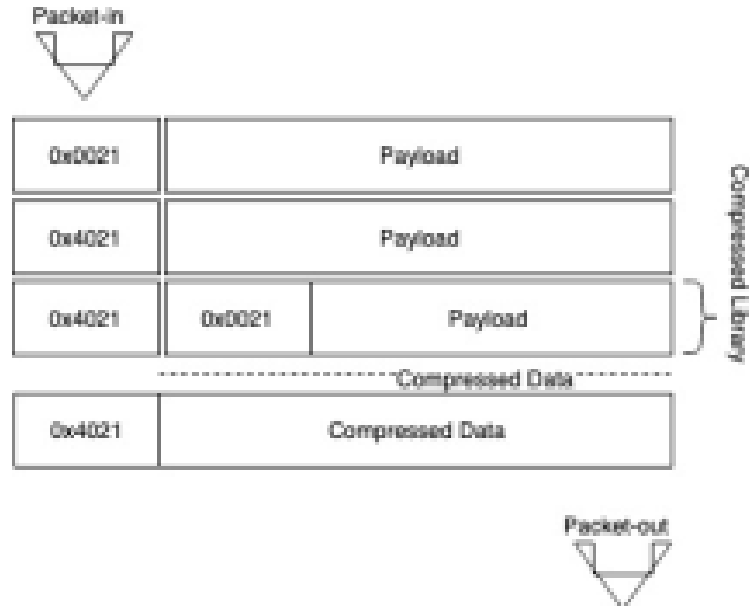 Packet-in
0x0021 Payload
0x4021 Payload
0x4021 0x0021 Payload
Compressed Library
Compressed Data
0x4021 Compressed Data
Packet-out